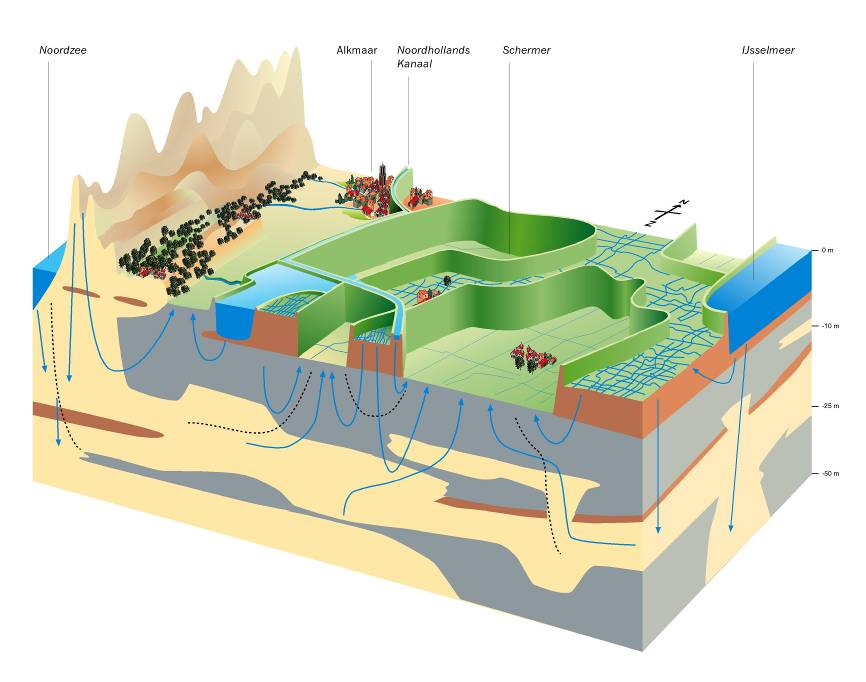 Noordzee
Alkmaar
Noordhollands
Kanaal
Schermer
IJsselmeer
N
Z
0 m
-10 m
-25 m
-50 m